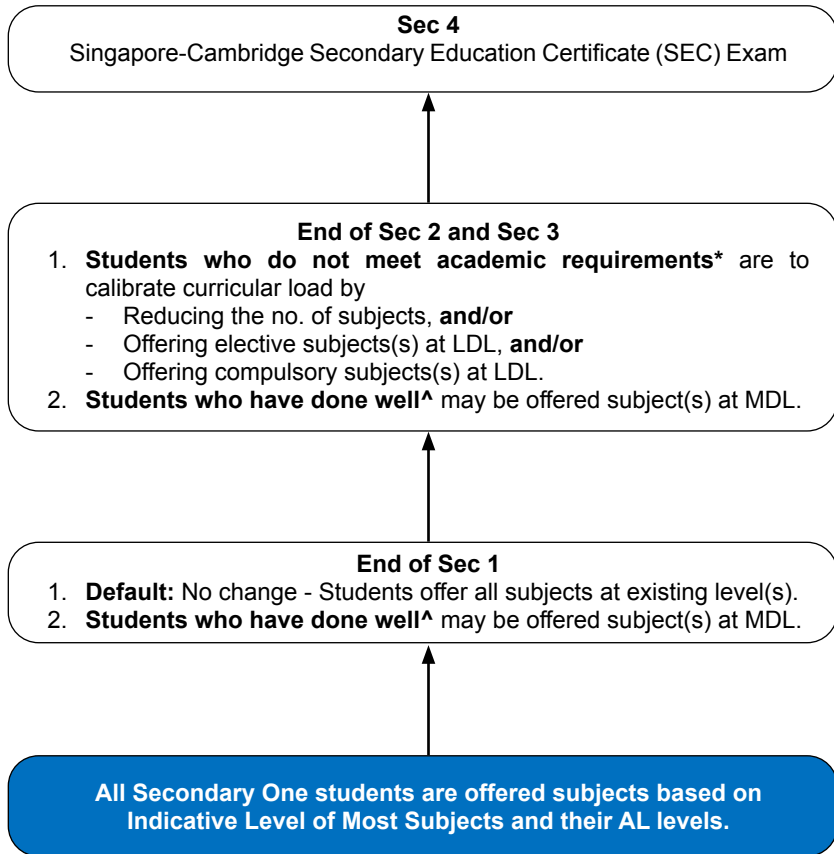 Sec 4
Singapore-Cambridge Secondary Education Certificate (SEC) Exam
End of Sec 2 and Sec 3
1. Students who do not meet academic requirements* are to
calibrate curricular load by
- Reducing the no. of subjects, and/or
- Offering elective subjects(s) at LDL, and/or
- Offering compulsory subjects(s) at LDL.
2. Students who have done well^ may be offered subject(s) at MDL.
End of Sec 1
1. Default: No change - Students offer all subjects at existing level(s).
2. Students who have done well^ may be offered subject(s) at MDL.
All Secondary One students are offered subjects based on
Indicative Level of Most Subjects and their AL levels.